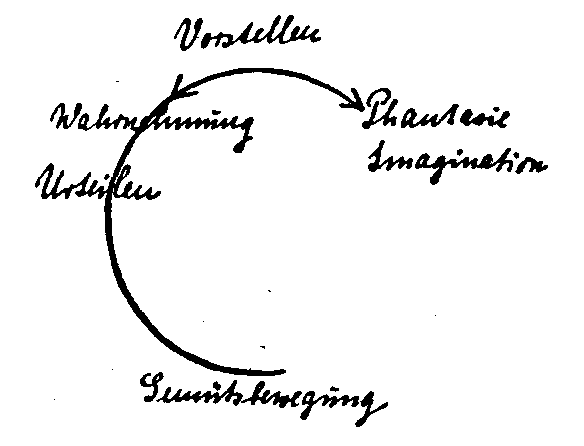 Vorstellen
Wahrnehmung
Phantasie
Imagination
Urteilen
Gemütsbewegung